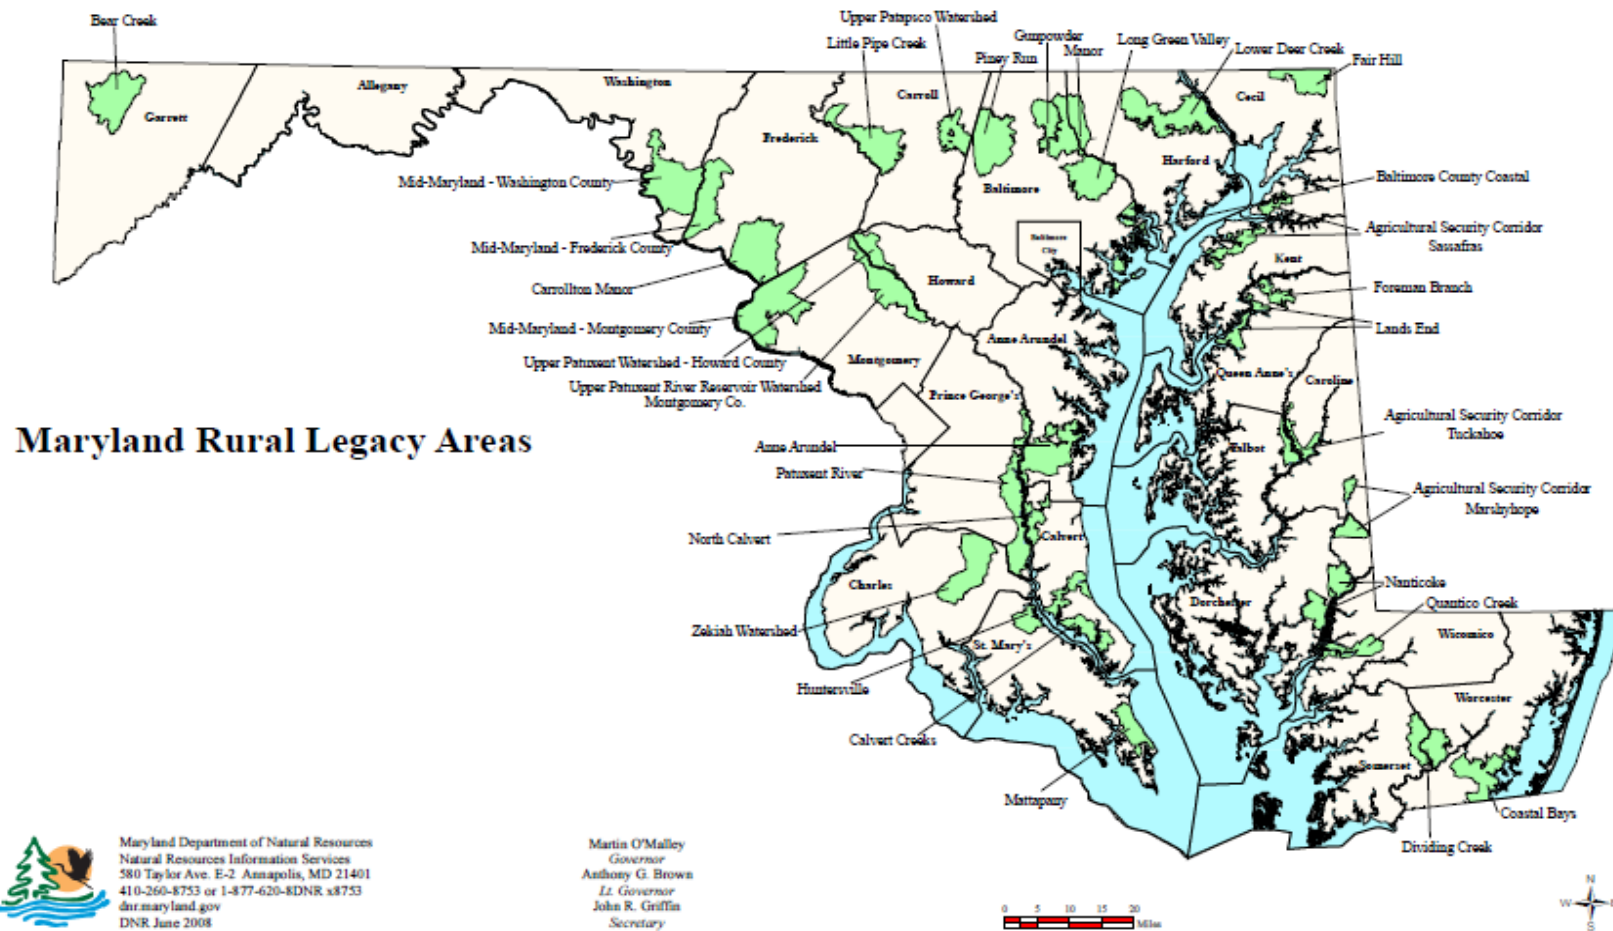 Bear Creek
Upper Patapsco Watershed
Little Pipe Creek
Gunpowder
Piney Run
Manor
Long Green Valley
Lower Deer Creek
Fair Hill
Garrett
Allegany
Washington
Frederick
Carroll
Baltimore
Harford
Cecil
Mid-Maryland - Washington County
Baltimore County Coastal
Mid-Maryland - Frederick County
Baltimore
City
Agricultural Security Corridor
Sassafras
Kent
Carrollton Manor
Howard
Foreman Branch
Mid-Maryland - Montgomery County
Lands End
Anne Arundel
Upper Patuxent Watershed - Howard County
Montgomery
Upper Patuxent River Reservoir Watershed
Montgomery Co.
Prince George's
Queen Anne's
Caroline
Maryland Rural Legacy Areas
Agricultural Security Corridor
Tuckahoe
Anne Arundel
Talbot
Patuxent River
Agricultural Security Corridor
Marshyhope
North Calvert
Calvert
Charles
Nanticoke
Dorchester
Quantico Creek
Zekiah Watershed
St. Mary's
Wicomico
Huntersville
Worcester
Calvert Creeks
Somerset
Mattapany
Coastal Bays
Dividing Creek
Maryland Department of Natural Resources
Natural Resources Information Services
580 Taylor Ave. E-2 Annapolis, MD 21401
410-260-8753 or 1-877-620-8DNR x8753
dnr.maryland.gov
DNR June 2008
Martin O'Malley
Governor
Anthony G. Brown
Lt. Governor
John R. Griffin
Secretary
0 5 10 15 20
Miles
N
W E
S